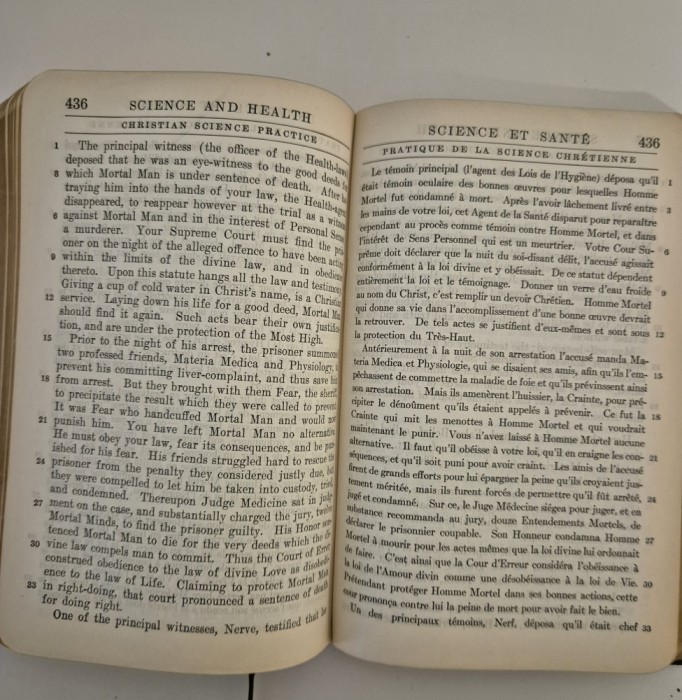 436 SCIENCE AND HEALTH
CHRISTIAN SCIENCE PRACTICE
1 The principal witness (the officer of the Health-laws)
deposed that he was an eye-witness to the good deeds for
3 which Mortal Man is under sentence of death. After
traying him into the hands of your law, the Health-agent
disappeared, to reappear however at the trial as a witness
6 against Mortal Man and in the interest of Personal Sense,
a murderer. Your Supreme Court must find the
oner on the night of the alleged offence to have been acting
9 within the limits of the divine law, and in obedience
thereto. Upon this statute hangs all the law and testimony.
Giving a cup of cold water in Christ's name, is a Christian
12 service. Laying down his life for a good deed, Mortal Man
should find it again. Such acts bear their own justifica-
tion, and are under the protection of the Most High.
15 Prior to the night of his arrest, the prisoner summoned
two professed friends, Materia Medica and Physiology, to
prevent his committing liver-complaint, and thus save his
18 from arrest. But they brought with them Fear, the sheriff,
to precipitate the result which they were called to prevent.
It was Fear who handcuffed Mortal Man and would now
21 punish him. You have left Mortal Man no alternative.
He must obey your law, fear its consequences, and be pun-
ished for his fear. His friends struggled hard to rescue the
24 prisoner from the penalty they considered justly due, but
they were compelled to let him be taken into custody, tried,
and condemned. Thereupon Judge Medicine sat in judg-
27 ment on the case, and substantially charged the jury, twelve
Mortal Minds, to find the prisoner guilty. His Honor sen-
tenced Mortal Man to die for the very deeds which the di-
30 vine law compels man to commit. Thus the Court of Error
construed obedience to the law of divine Love as disobedi-
ence to the law of Life. Claiming to protect Mortal Man
33 in right-doing, that court pronounced a sentence of death
for doing right.
One of the principal witnesses, Nerve, testified that he
SCIENCE ET SANTÉ 436
PRATIQUE DE LA SCIENCE CHRÉTIENNE
Le témoin principal (l'agent des Lois de l'Hygiène) déposa qu'il 1
était témoin oculaire des bonnes œuvres pour lesquelles Homme
Mortel fut condamné à mort. Après l'avoir lâchement livré entre 3
les mains de votre loi, cet Agent de la Santé disparut pour reparaître
cependant au procès comme témoin contre Homme Mortel, et dans
l'intérêt de Sens Personnel qui est un meurtrier. Votre Cour Su- 6
prême doit déclarer que la nuit du soi-disant délit, l'accusé agissait
conformément à la loi divine et y obéissait. De ce statut dépendent
entièrement la loi et le témoignage. Donner un verre d'eau froide 9
au nom du Christ, c'est remplir un devoir Chrétien. Homme Mortel
qui donne sa vie dans l'accomplissement d'une bonne œuvre devrait
la retrouver. De tels actes se justifient d'eux-mêmes et sont sous 12
la protection du Très-Haut.
Antérieurement à la nuit de son arrestation l'accusé manda Ma-
teria Medica et Physiologie, qui se disaient ses amis, afin qu'ils l'em- 15
pêchassent de commettre la maladie de foie et qu'ils prévinssent ainsi
son arrestation. Mais ils amenèrent l'huissier, la Crainte, pour pré-
cipiter le dénoûment qu'ils étaient appelés à prévenir. Ce fut la 18
Crainte qui mit les menottes à Homme Mortel et qui voudrait
maintenant le punir. Vous n'avez laissé à Homme Mortel aucune
alternative. Il faut qu'il obéisse à votre loi, qu'il en craigne les con- 21
séquences, et qu'il soit puni pour avoir craint. Les amis de l'accusé
firent de grands efforts pour lui épargner la peine qu'ils croyaient jus-
tement méritée, mais ils furent forcés de permettre qu'il fût arrêté, 24
jugé et condamné. Sur ce, le Juge Médecine siégea pour juger, et en
substance recommanda au jury, douze Entendements Mortels, de
déclarer le prisonnier coupable. Son Honneur condamna Homme 27
Mortel à mourir pour les actes mêmes que la loi divine lui ordonnait
de faire. C'est ainsi que la Cour d'Erreur considéra l'obéissance à
la loi de l'Amour divin comme une désobéissance à la loi de Vie. 30
Prétendant protéger Homme Mortel dans ses bonnes actions, cette
cour prononça contre lui la peine de mort pour avoir fait le bien.
Un des principaux témoins, Nerf, déposa qu'il était chef 33